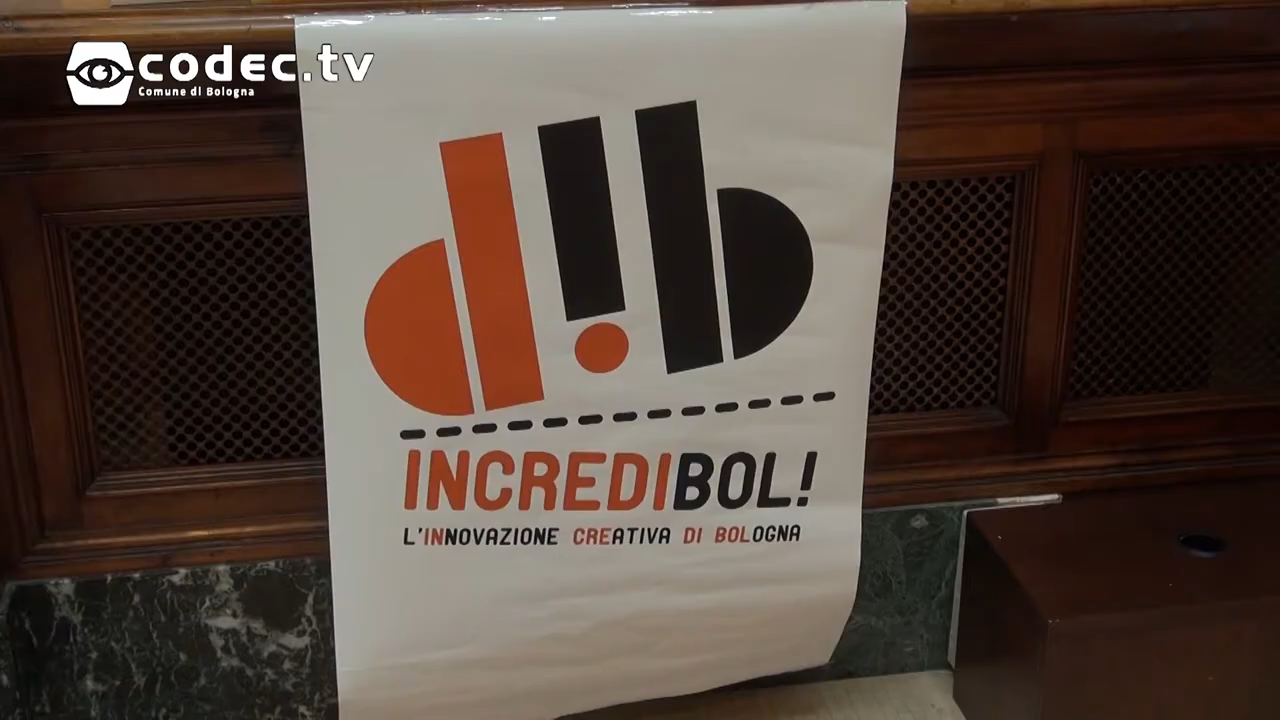 codec.tv
Comune di Bologna
d!b
INCREDIBOL!
L'INNOVAZIONE CREATIVA DI BOLOGNA